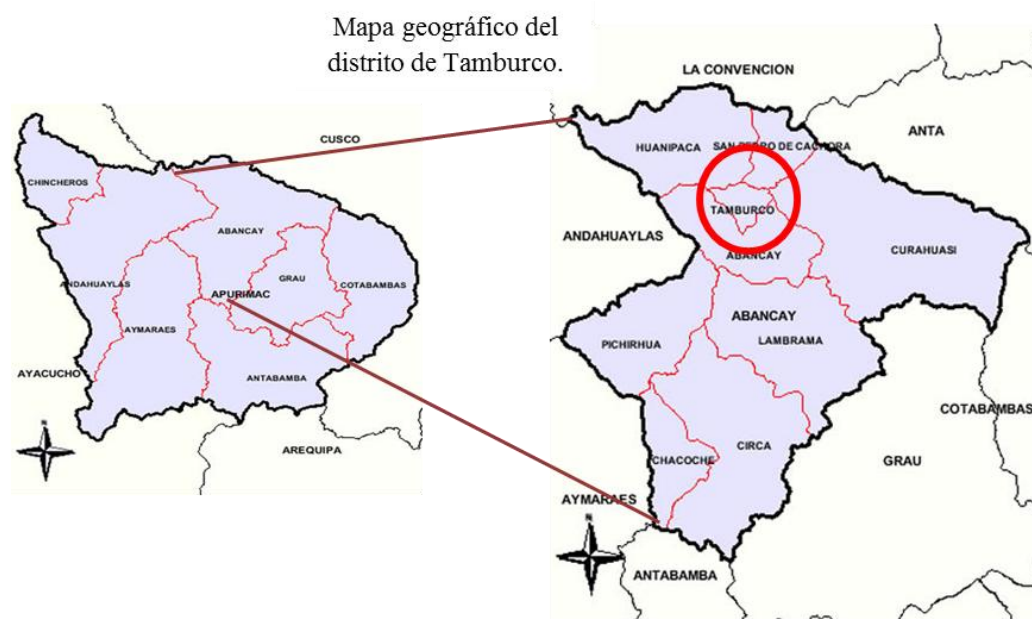 Mapa geográfico del
distrito de Tamburco.
CUSCO
CHINCHEROS
ABANCAY
ANDAHUAYLAS
GRAU
COTABAMBAS
APURIMAC
AYMARAES
AYACUCHO
ANTABAMBA
AREQUIPA
N
LA CONVENCION
ANTA
HUANIPACA
SAN PEDRO DE CACHORA
TAMBURCO
ANDAHUAYLAS
ABANCAY
CURAHUASI
ABANCAY
PICHIRHUA
LAMBRAMA
COTABAMBAS
CIRCA
CHACOCHE
GRAU
AYMARAES
N
ANTABAMBA